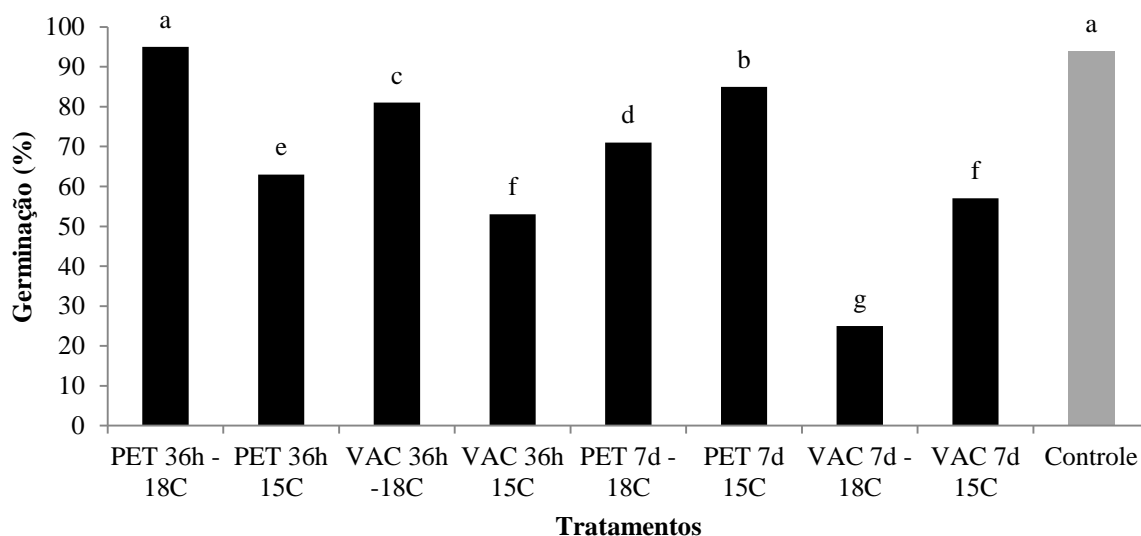 Germinação (%)
100
90
80
70
60
50
40
30
20
10
0
a
e
c
f
d
b
g
f
a
PET 36h -
18C
PET 36h
15C
VAC 36h
-18C
VAC 36h
15C
PET 7d -
18C
PET 7d
15C
VAC 7d -
18C
VAC 7d
15C
Controle
Tratamentos